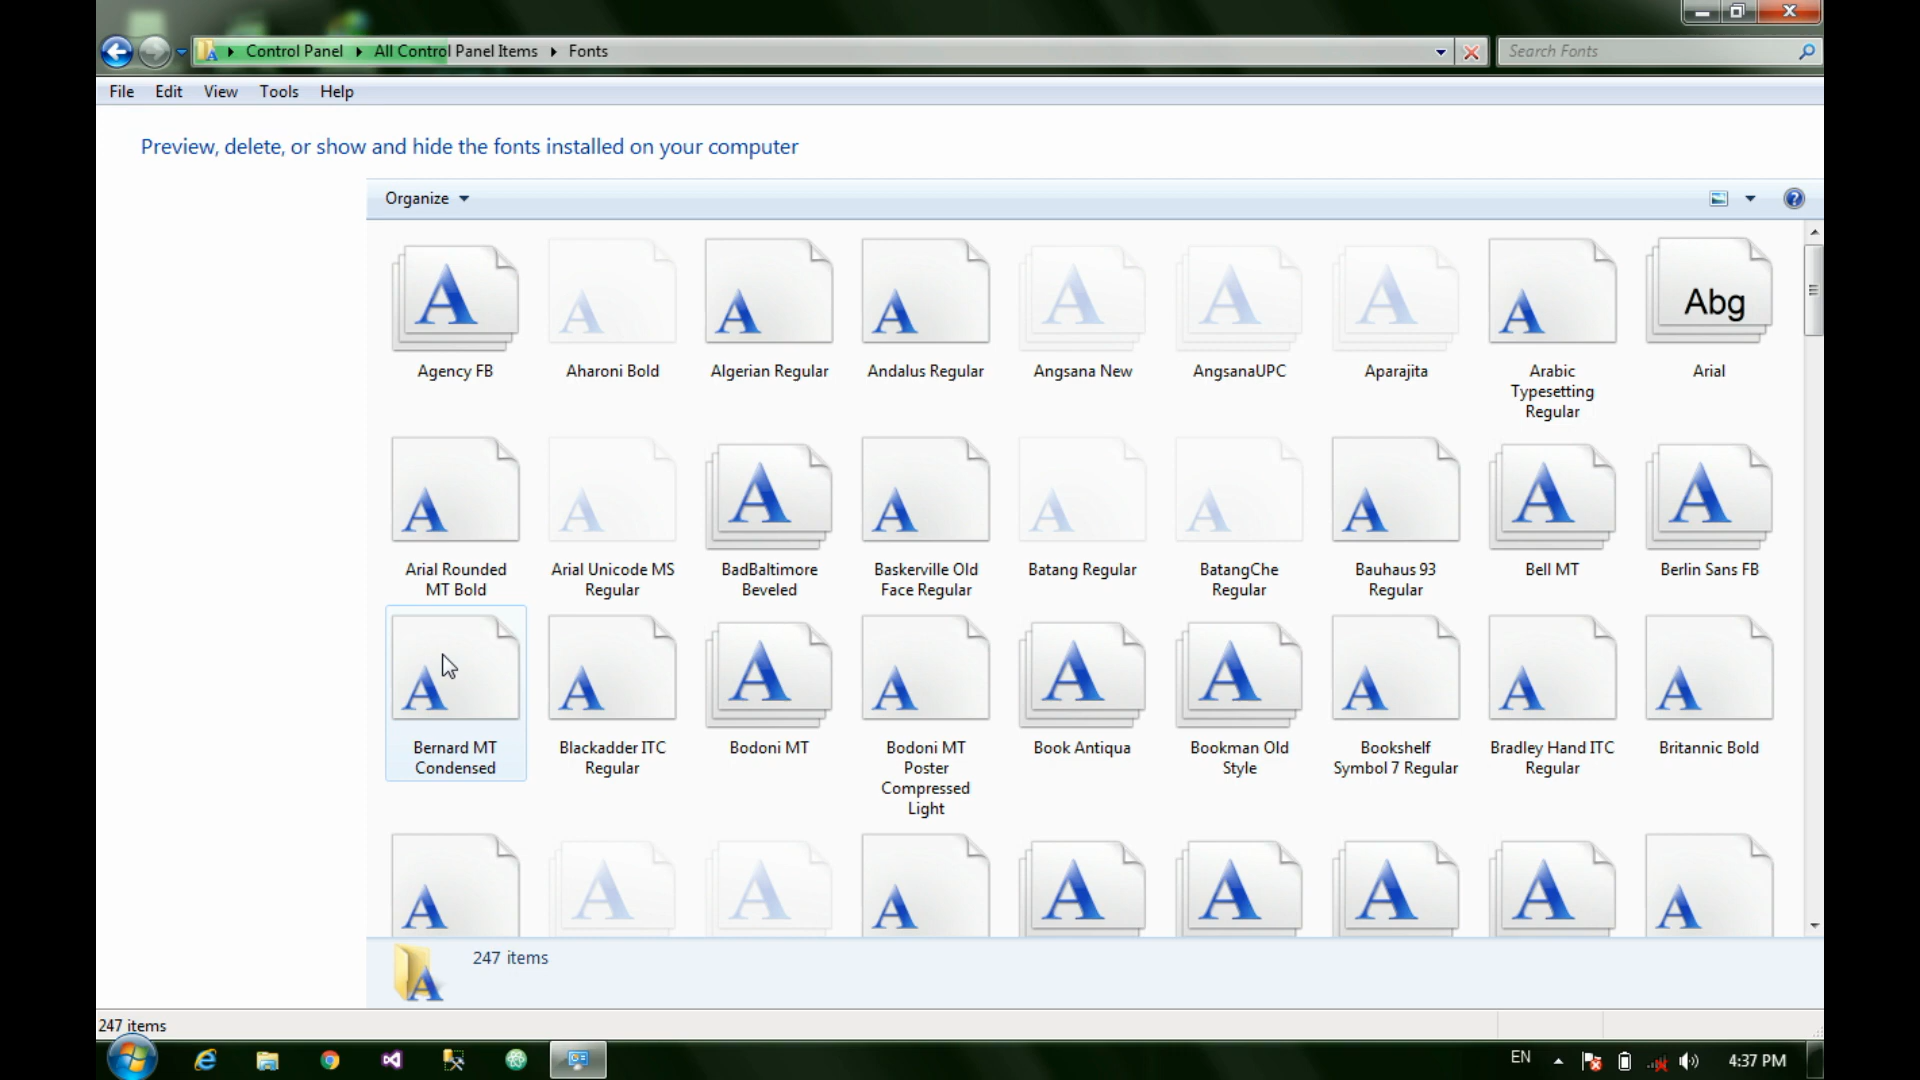 Control Panel All Control Panel Items Fonts
Search Fonts
File Edit View Tools Help
Preview, delete, or show and hide the fonts installed on your computer
Organize
Abg
Agency FB
Aharoni Bold
Algerian Regular
Andalus Regular
Angsana New
AngsanaUPC
Aparajita
Arabic
Typesetting
Regular
Arial
Arial Rounded
MT Bold
Arial Unicode MS
Regular
BadBaltimore
Beveled
Baskerville Old
Face Regular
Batang Regular
BatangChe
Regular
Bauhaus 93
Regular
Bell MT
Berlin Sans FB
Bernard MT
Condensed
Blackadder ITC
Regular
Bodoni MT
Bodoni MT
Poster
Compressed
Light
Book Antiqua
Bookman Old
Style
Bookshelf
Symbol 7 Regular
Bradley Hand ITC
Regular
Britannic Bold
247 items
247 items
EN
4:37 PM